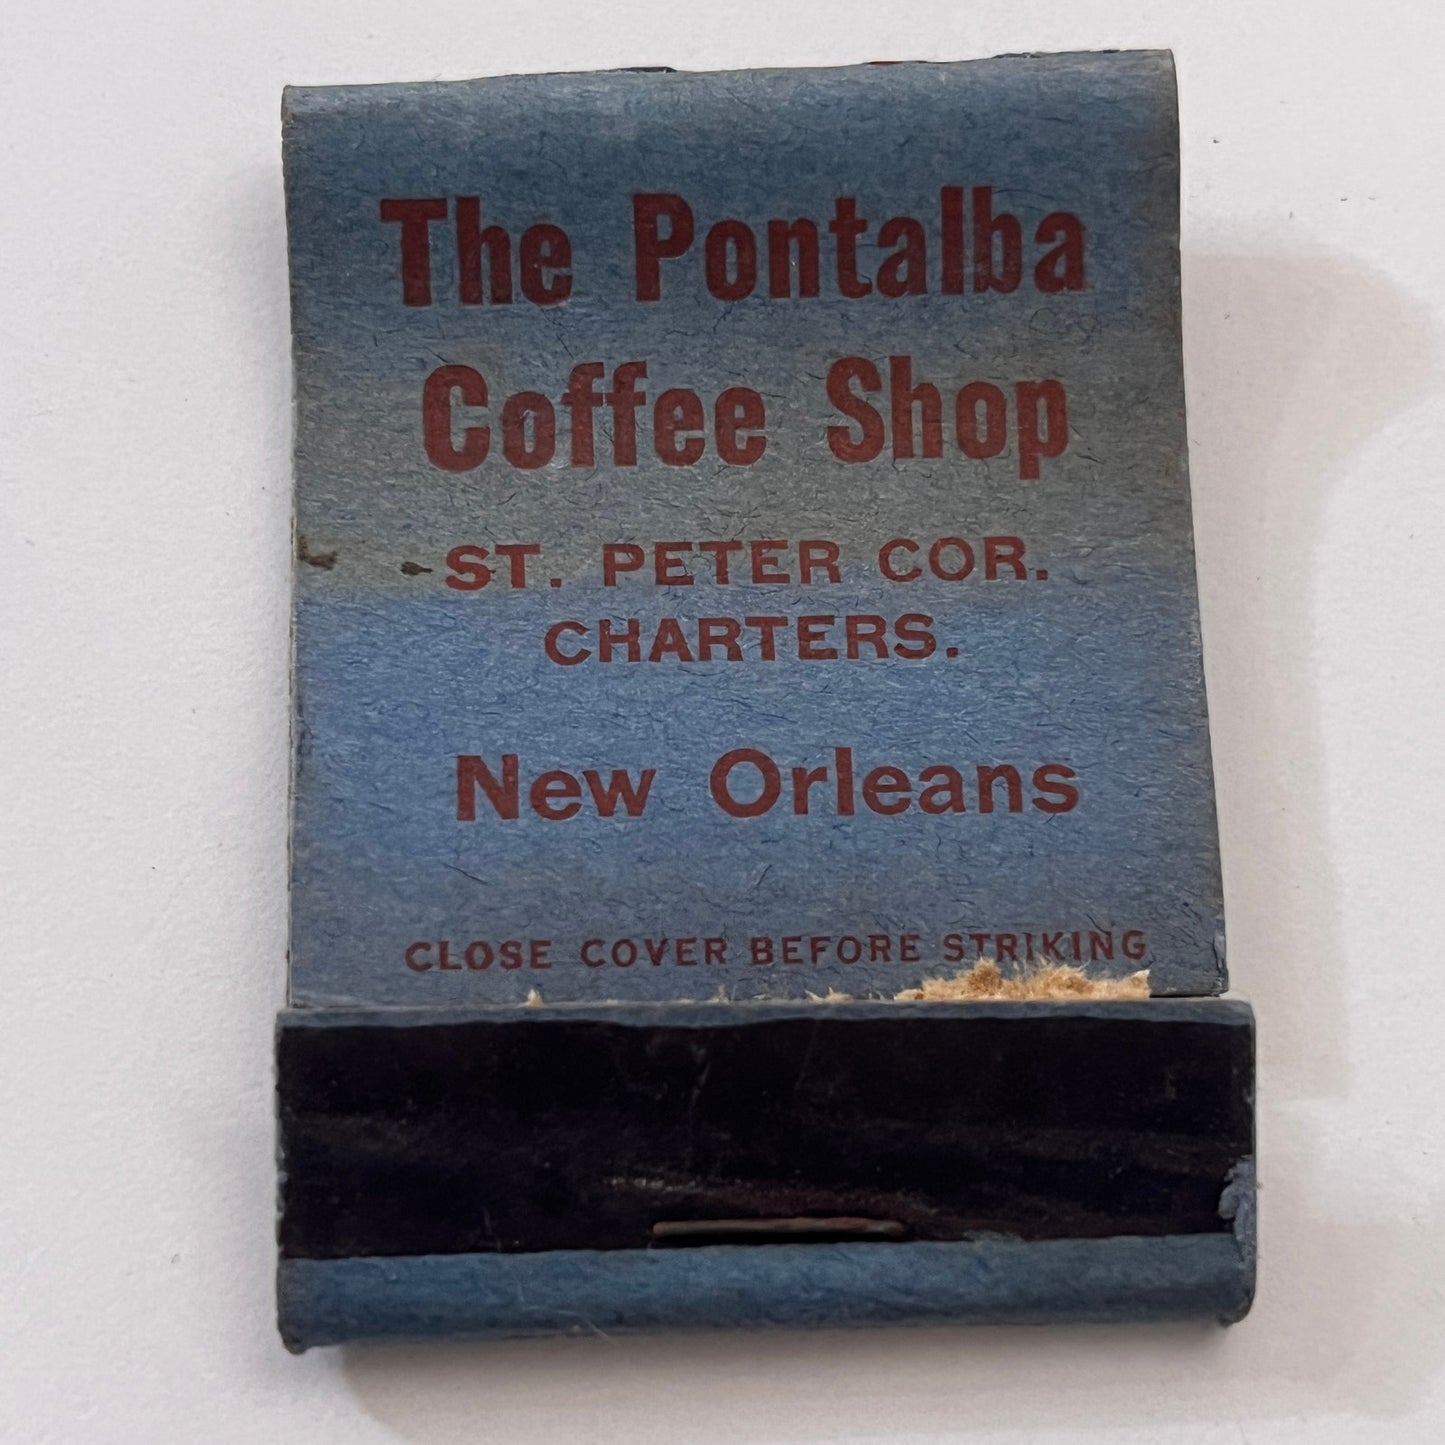 The Pontalba
Coffee Shop
ST. PETER COR.
CHARTERS.
New Orleans
CLOSE COVER BEFORE STRIKING